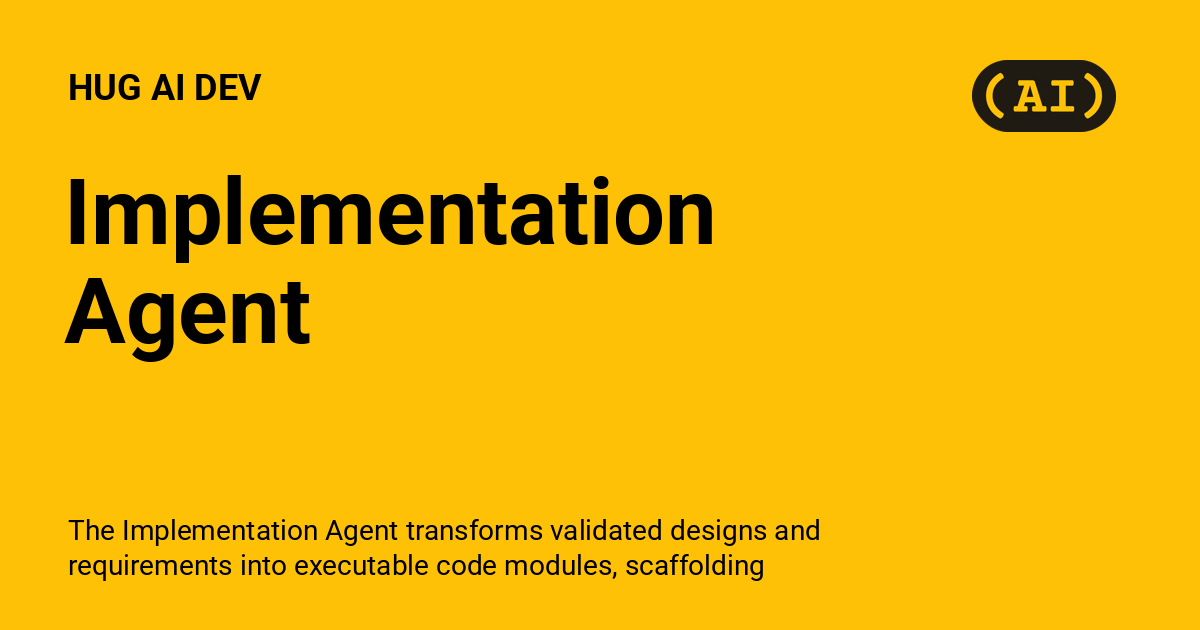 HUG AI DEV
(AI)
Implementation
Agent
The Implementation Agent transforms validated designs and
requirements into executable code modules, scaffolding